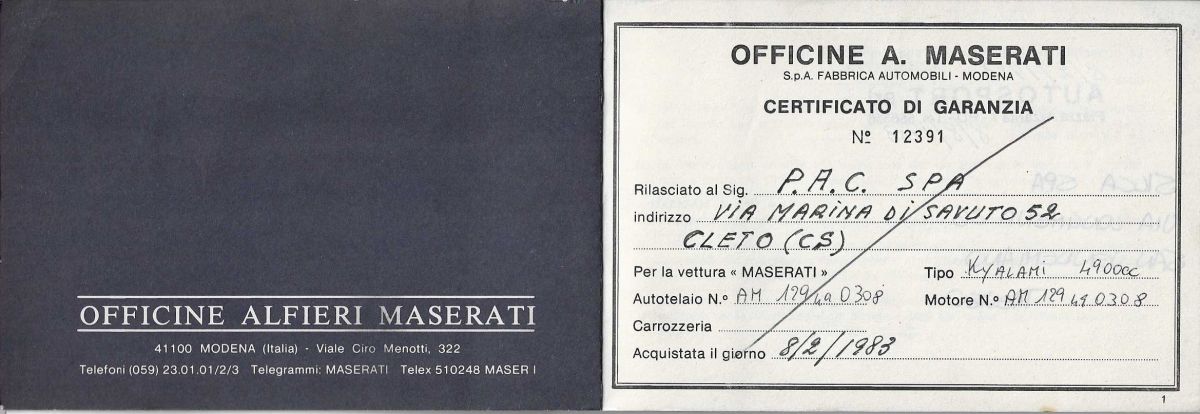 OFFICINE ALFIERI MASERATI
41100 MODENA (Italia) - Viale Ciro Menotti, 322
Telefoni (059) 23.01.01/2/3 Telegrammi: MASERATI Telex 510248 MASER I
OFFICINE A. MASERATI
S.p.A. FABBRICA AUTOMOBILI - MODENA
CERTIFICATO DI GARANZIA
Nº 12391
Rilasciato al Sig. P.A.C. SPA
indirizzo VIA MARINA DI SAVUTO 52
CLETO (CS)
Per la vettura « MASERATI » Tipo KYALAMI 4900cc
Autotelaio N.º AM 129/49 0308 Motore N.º AM 129 49 0308
Carrozzeria
Acquistata il giorno 8/2/1983
1